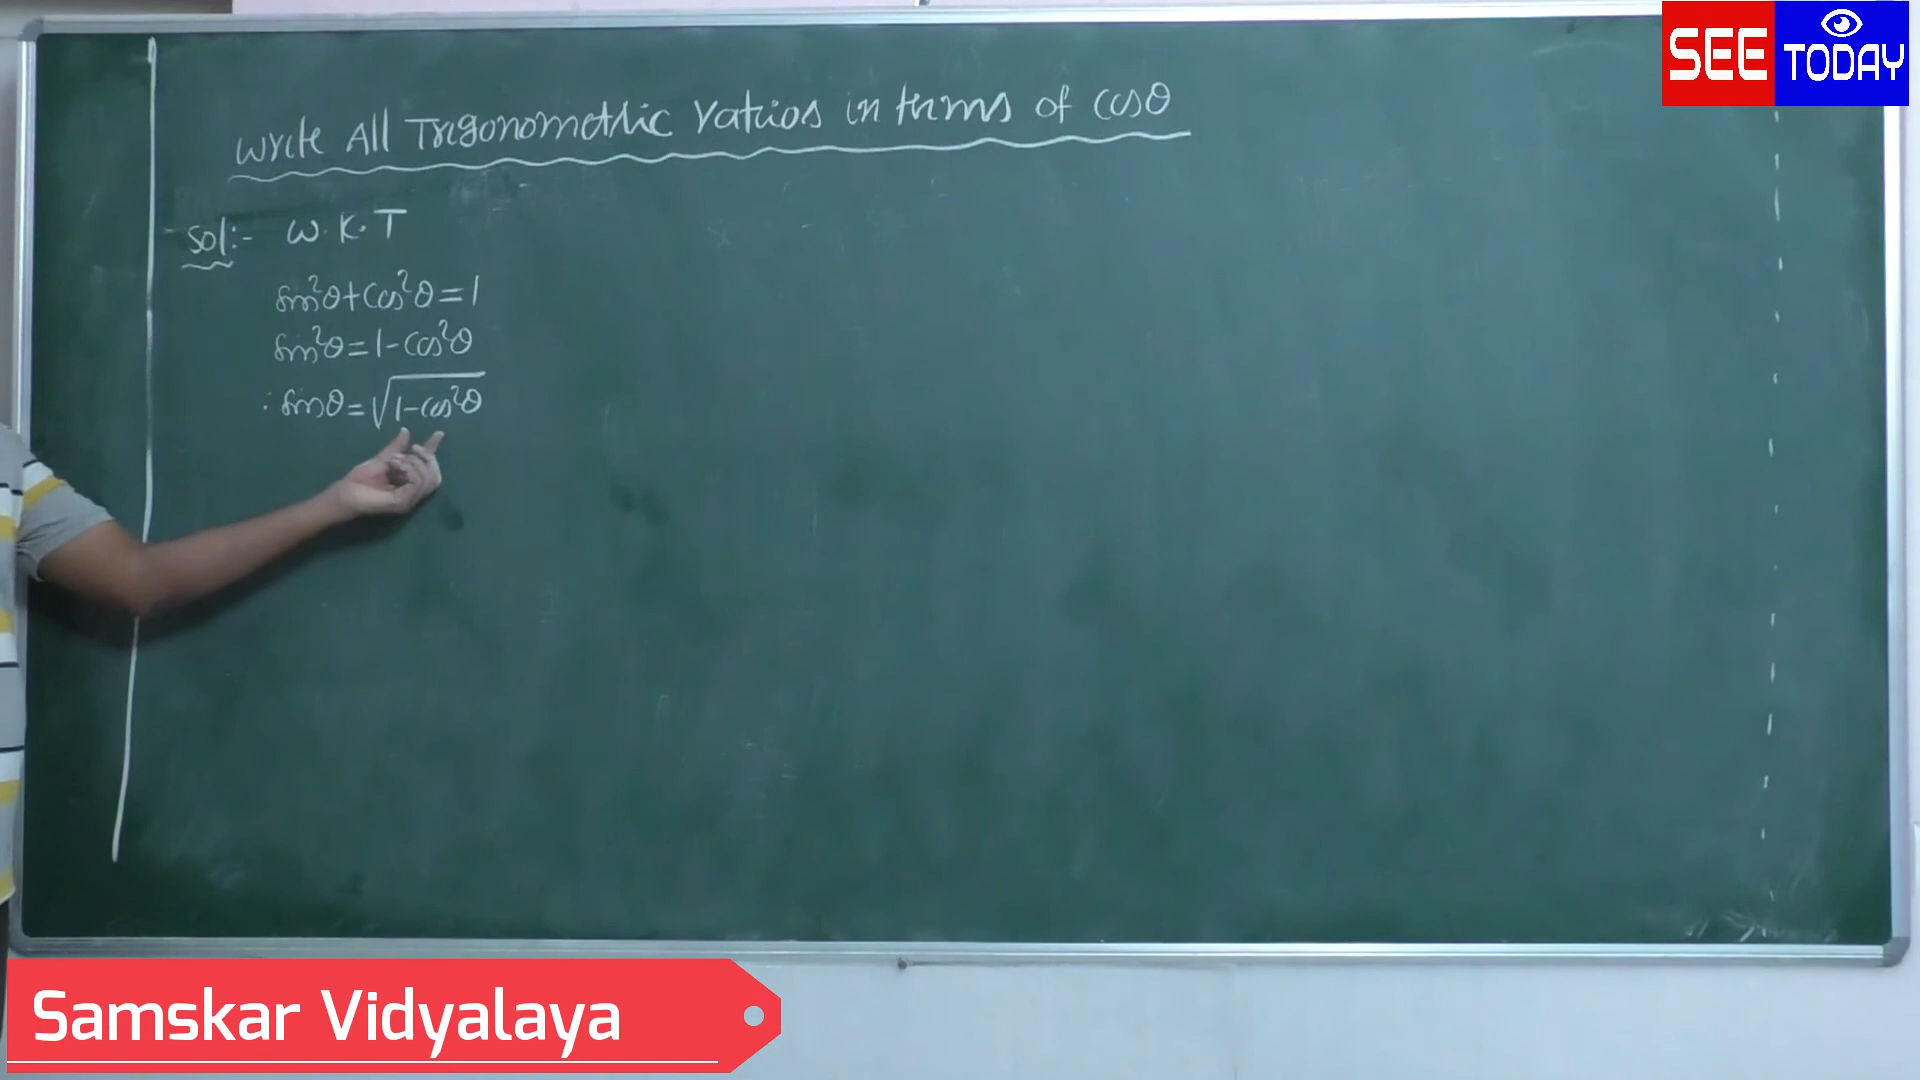 SEE TODAY
Write All Trigonometric ratios in terms of cosθ
Sol:- W.K.T
sin²θ+cos²θ=1
sin²θ=1-cos²θ
∴ sinθ=√1-cos²θ
Samskar Vidyalaya